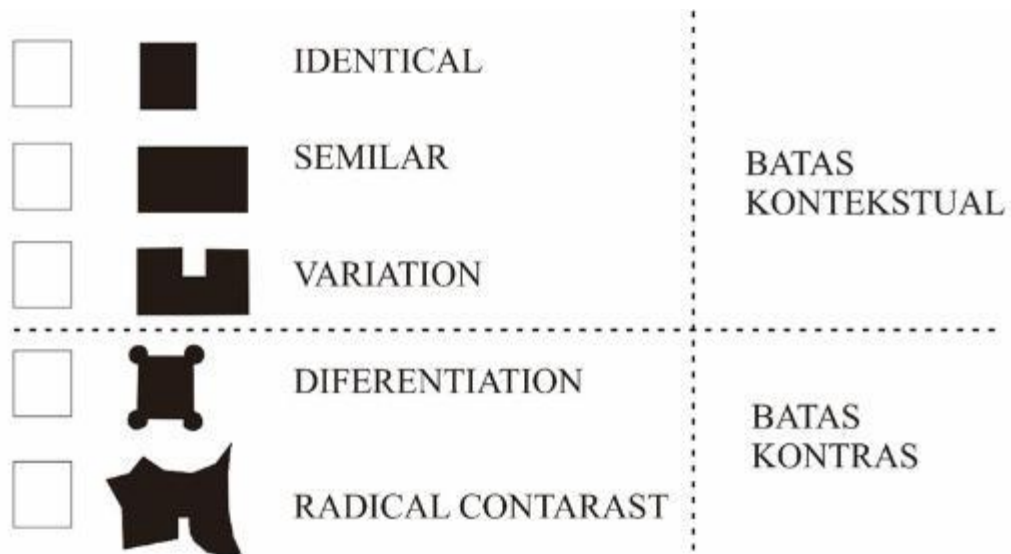 IDENTICAL
SEMILAR
VARIATION
BATAS
KONTEKSTUAL
DIFERENTIATION
RADICAL CONTARAST
BATAS
KONTRAS